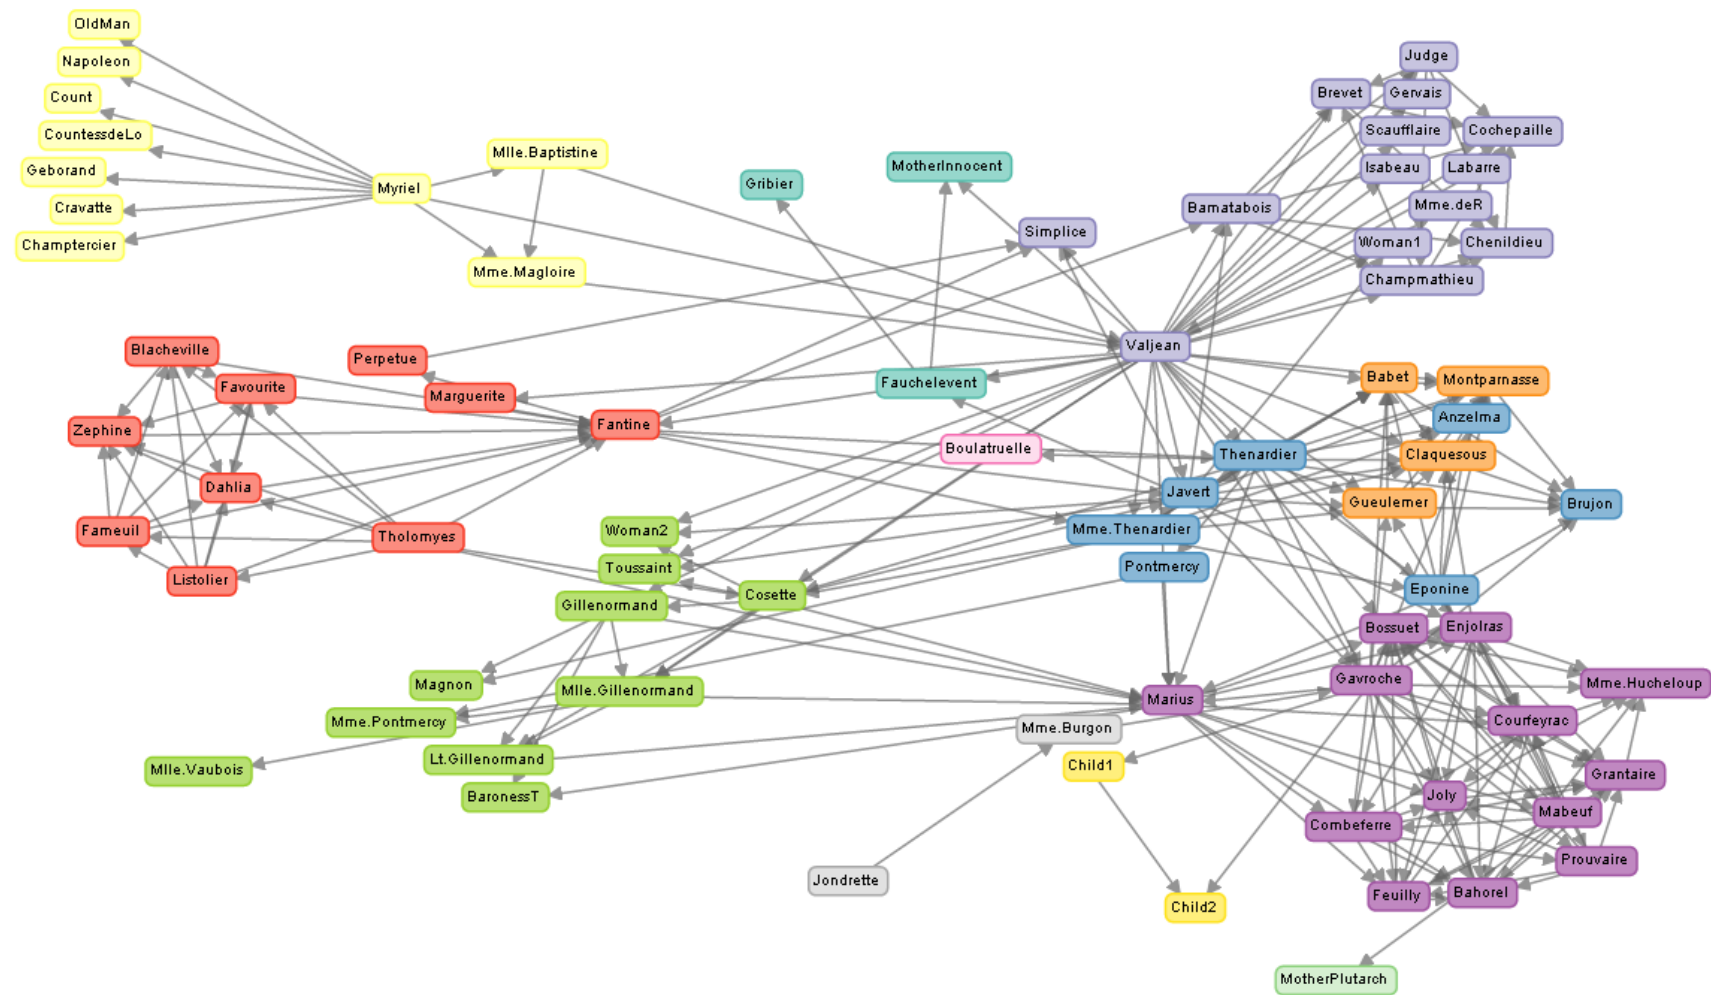 OldMan
Napoleon
Count
CountessdeLo
Geborand
Cravatte
Champtercier
Myriel
Mlle.Baptistine
Mme.Magloire
Gribier
MotherInnocent
Simplice
Bamatabois
Judge
Brevet
Gervais
Scaufflaire
Cochepaille
Isabeau
Labarre
Mme.deR
Woman1
Chenildieu
Champmathieu
Valjean
Blacheville
Favourite
Perpetue
Marguerite
Zephine
Fantine
Dahlia
Fameuil
Tholomyes
Listolier
Fauchelevent
Boulatruelle
Babet
Montparnasse
Anzelma
Thenardier
Claquesous
Javert
Gueulemer
Brujon
Mme.Thenardier
Pontmercy
Eponine
Woman2
Toussaint
Gillenormand
Cosette
Magnon
Mlle.Gillenormand
Mme.Pontmercy
Lt.Gillenormand
Mlle.Vaubois
BaronessT
Bossuet
Enjolras
Gavroche
Mme.Hucheloup
Marius
Courfeyrac
Mme.Burgon
Child1
Grantaire
Joly
Mabeuf
Combeferre
Prouvaire
Jondrette
Feuilly
Bahorel
Child2
MotherPlutarch